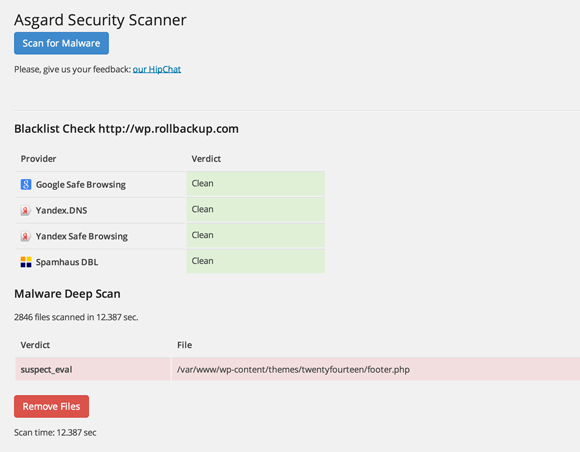 Asgard Security Scanner
Scan for Malware
Please, give us your feedback: our HipChat
Blacklist Check http://wp.rollbackup.com
Provider Verdict
Google Safe Browsing Clean
Yandex.DNS Clean
Yandex Safe Browsing Clean
Spamhaus DBL Clean
Malware Deep Scan
2846 files scanned in 12.387 sec.
Verdict File
suspect_eval /var/www/wp-content/themes/twentyfourteen/footer.php
Remove Files
Scan time: 12.387 sec